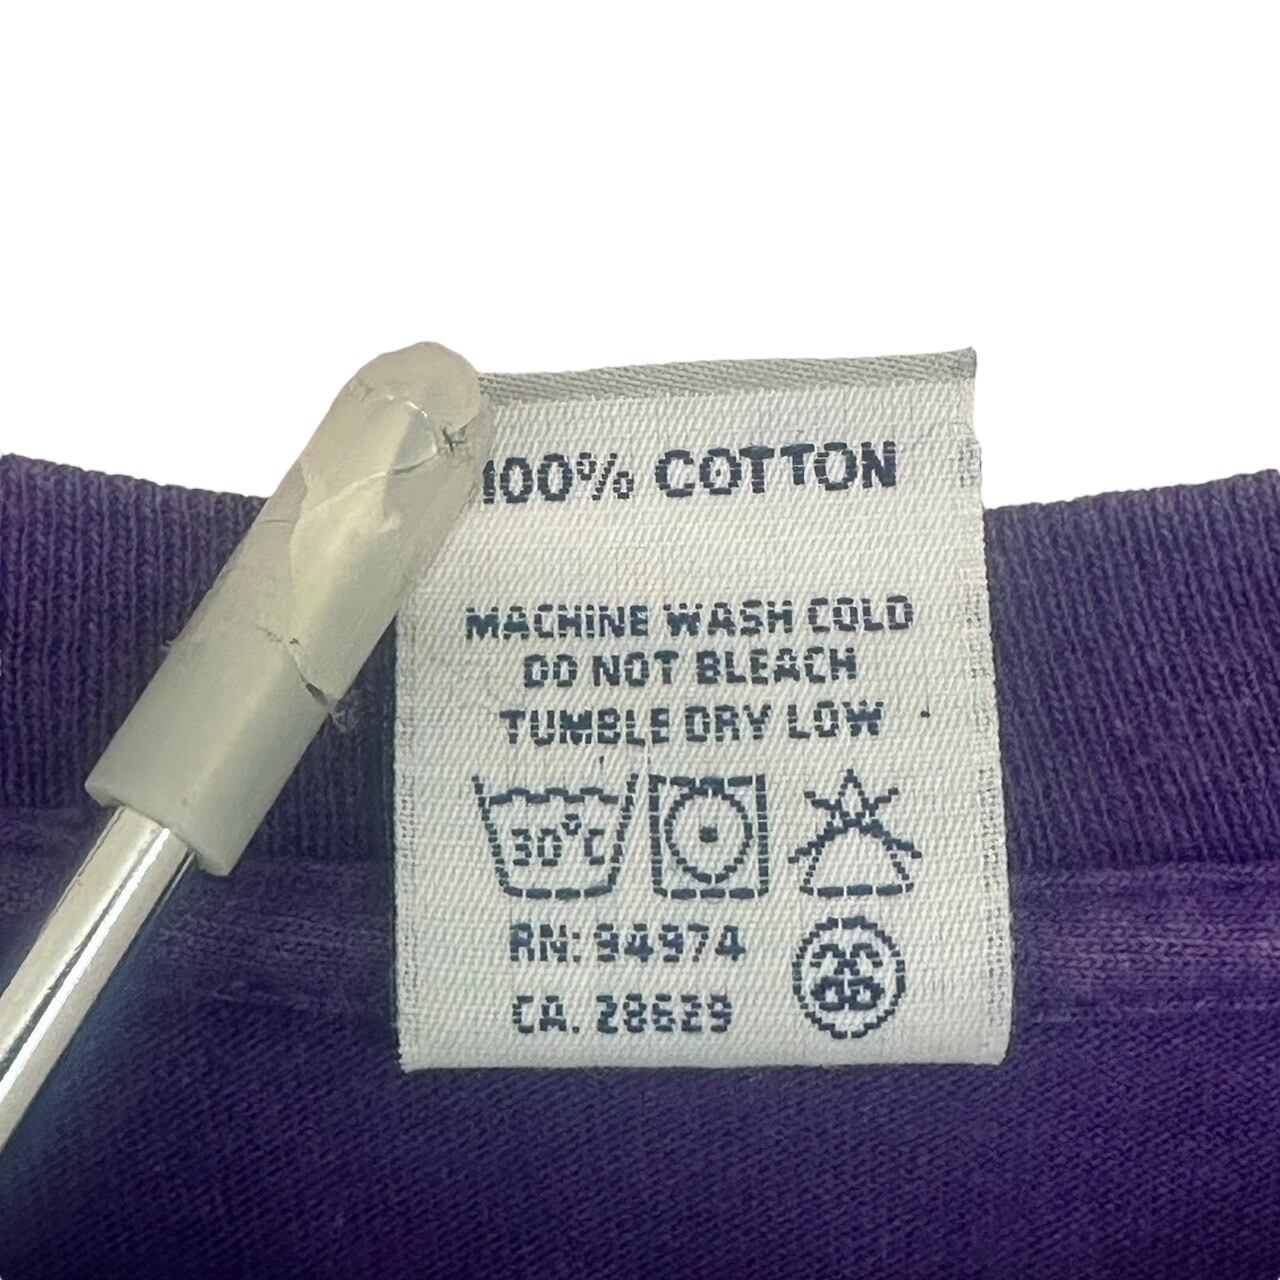 100% COTTON
MACHINE WASH COLD
DO NOT BLEACH
TUMBLE DRY LOW
30°C
RN: 94974
CA. 28629